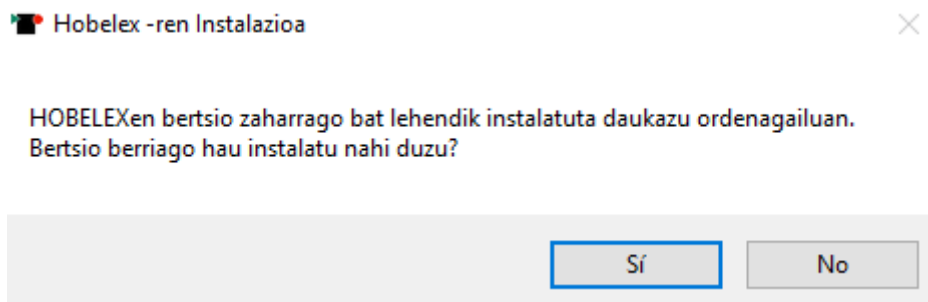 Hobelex -ren Instalazioa
HOBELEXen bertsio zaharrago bat lehendik instalatuta daukazu ordenagailuan.
Bertsio berriago hau instalatu nahi duzu?
Sí
No